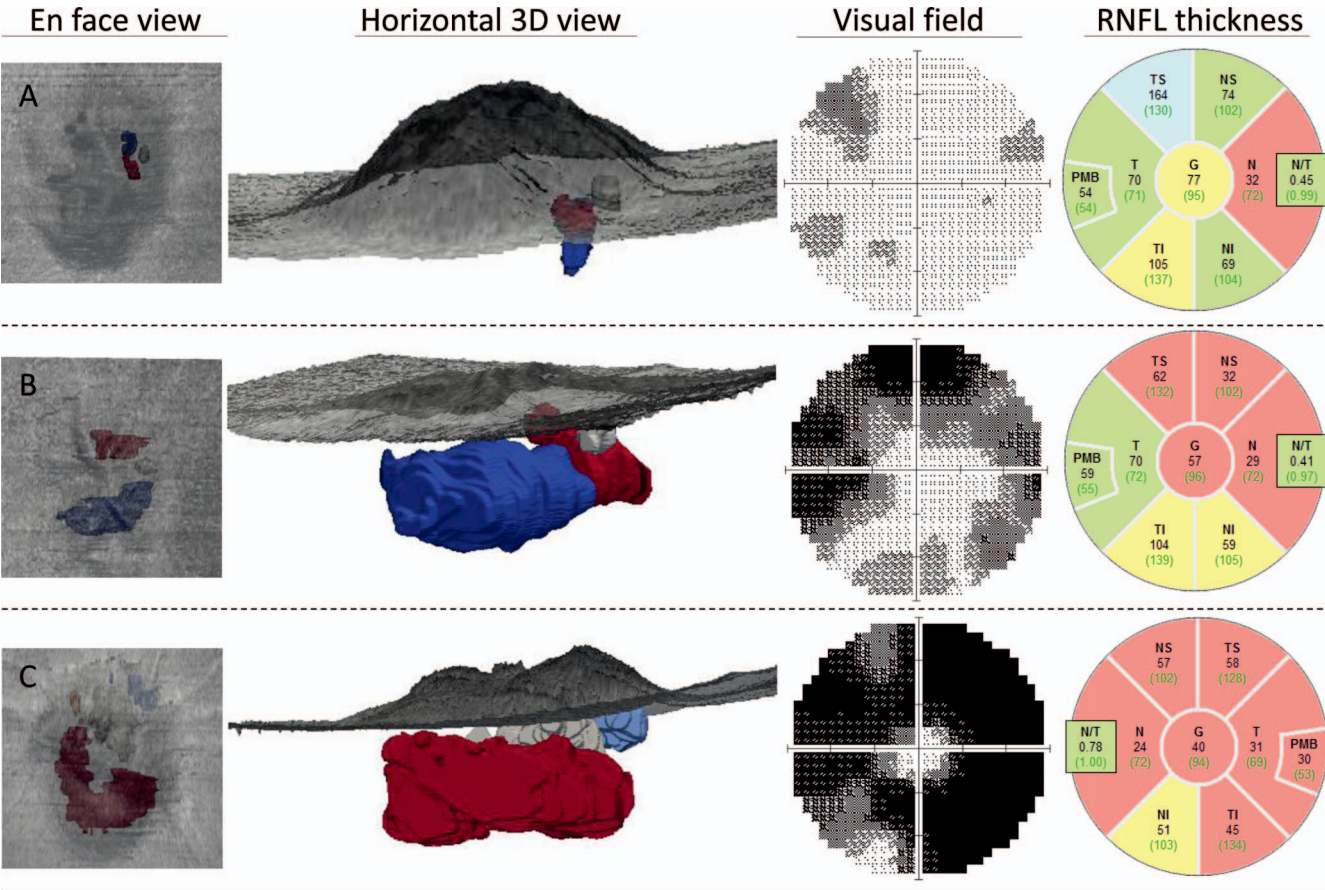 En face view
Horizontal 3D view
Visual field
RNFL thickness
A
TS
164
(130)
NS
74
(102)
PMB
54
(54)
T
70
(71)
G
77
(95)
N
32
(72)
N/T
0.45
(0.99)
TI
105
(137)
NI
69
(104)
B
TS
62
(132)
NS
32
(102)
PMB
59
(55)
T
70
(72)
G
57
(96)
N
29
(72)
N/T
0.41
(0.97)
TI
104
(139)
NI
59
(105)
C
NS
57
(102)
TS
58
(128)
N/T
0.78
(1.00)
N
24
(72)
G
40
(94)
T
31
(69)
PMB
30
(53)
NI
51
(103)
TI
45
(134)